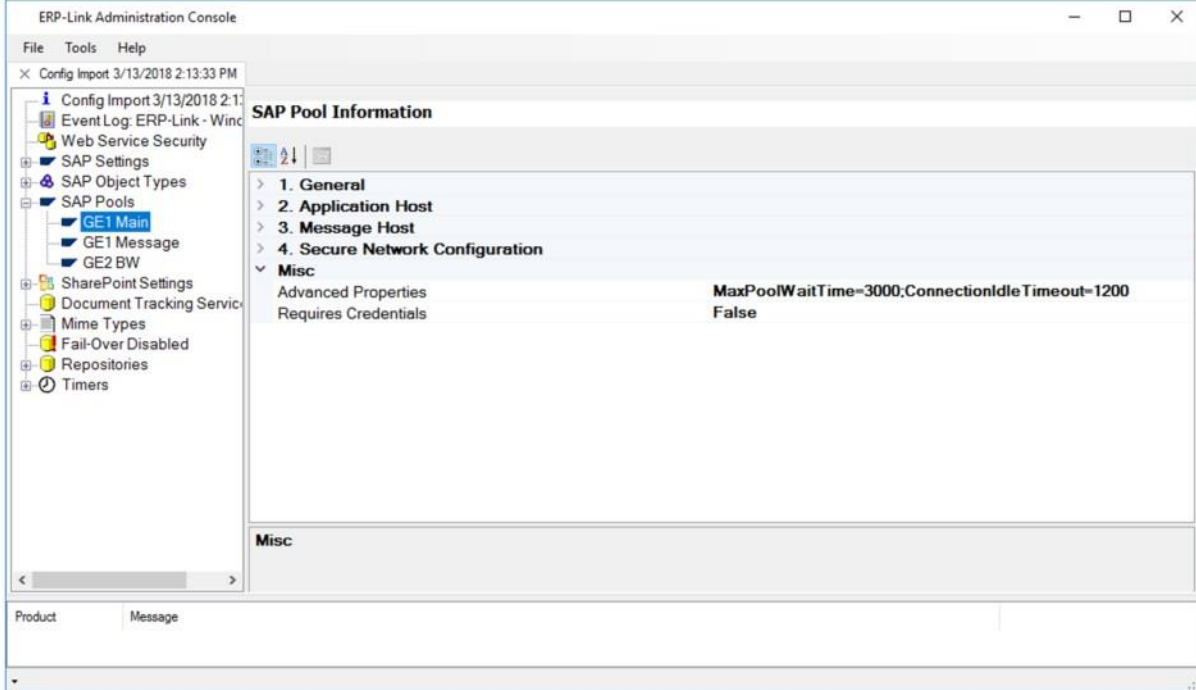 ERP-Link Administration Console
File Tools Help
Config Import 3/13/2018 2:13:33 PM
Config Import 3/13/2018 2:1
Event Log: ERP-Link - Winc
Web Service Security
SAP Settings
SAP Object Types
SAP Pools
GE1 Main
GE1 Message
GE2 BW
SharePoint Settings
Document Tracking Servic
Mime Types
Fail-Over Disabled
Repositories
Timers
SAP Pool Information
1. General
2. Application Host
3. Message Host
4. Secure Network Configuration
Misc
Advanced Properties MaxPoolWaitTime=3000;ConnectionIdleTimeout=1200
Requires Credentials False
Misc
Product Message